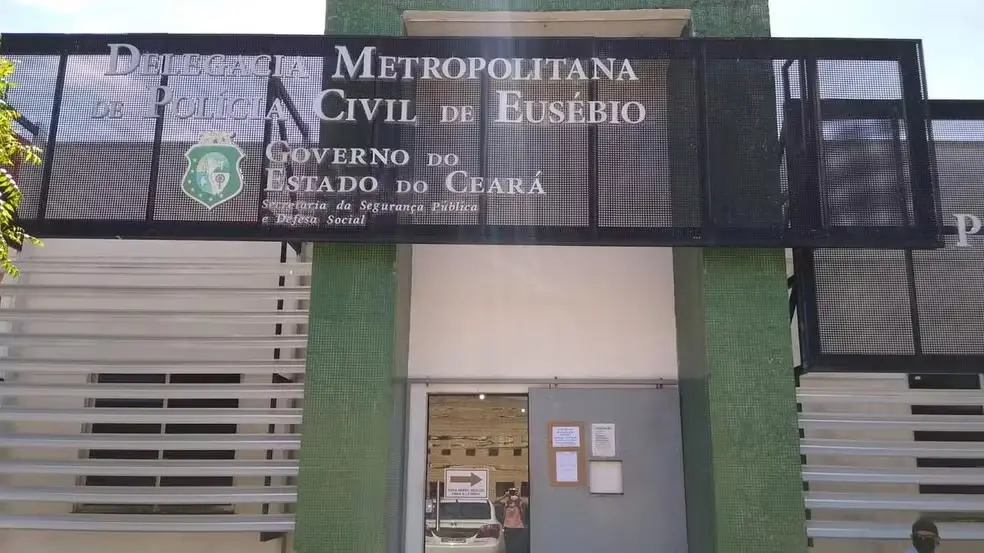 Delegacia Metropolitana
de Polícia Civil de Eusébio
Governo do
Estado do Ceará
Secretaria da Segurança Pública
e Defesa Social
P